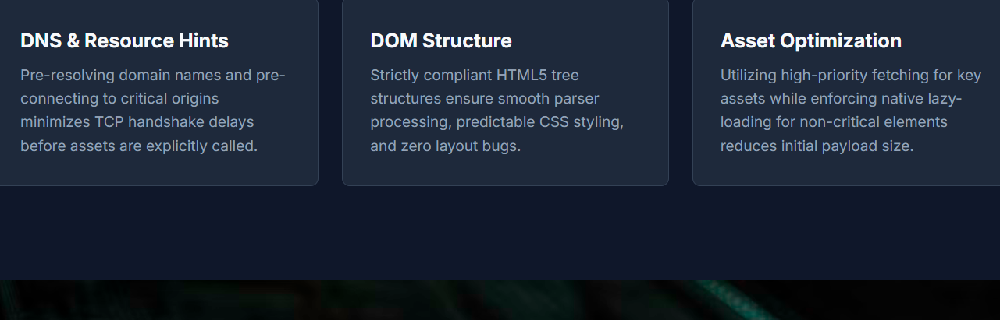 DNS & Resource Hints
Pre-resolving domain names and pre-
connecting to critical origins
minimizes TCP handshake delays
before assets are explicitly called.
DOM Structure
Strictly compliant HTML5 tree
structures ensure smooth parser
processing, predictable CSS styling,
and zero layout bugs.
Asset Optimization
Utilizing high-priority fetching for key
assets while enforcing native lazy-
loading for non-critical elements
reduces initial payload size.